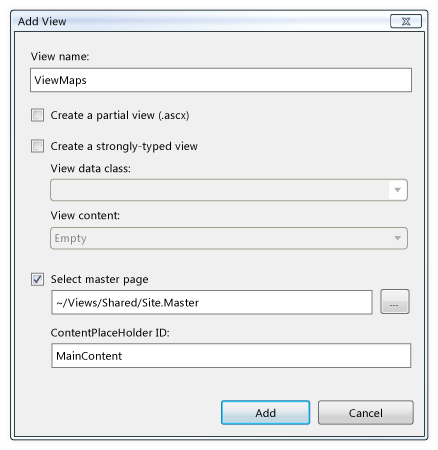 Add View
View name:
ViewMaps
Create a partial view (.ascx)
Create a strongly-typed view
View data class:
View content:
Empty
Select master page
~/Views/Shared/Site.Master
...
ContentPlaceHolder ID:
MainContent
Add Cancel